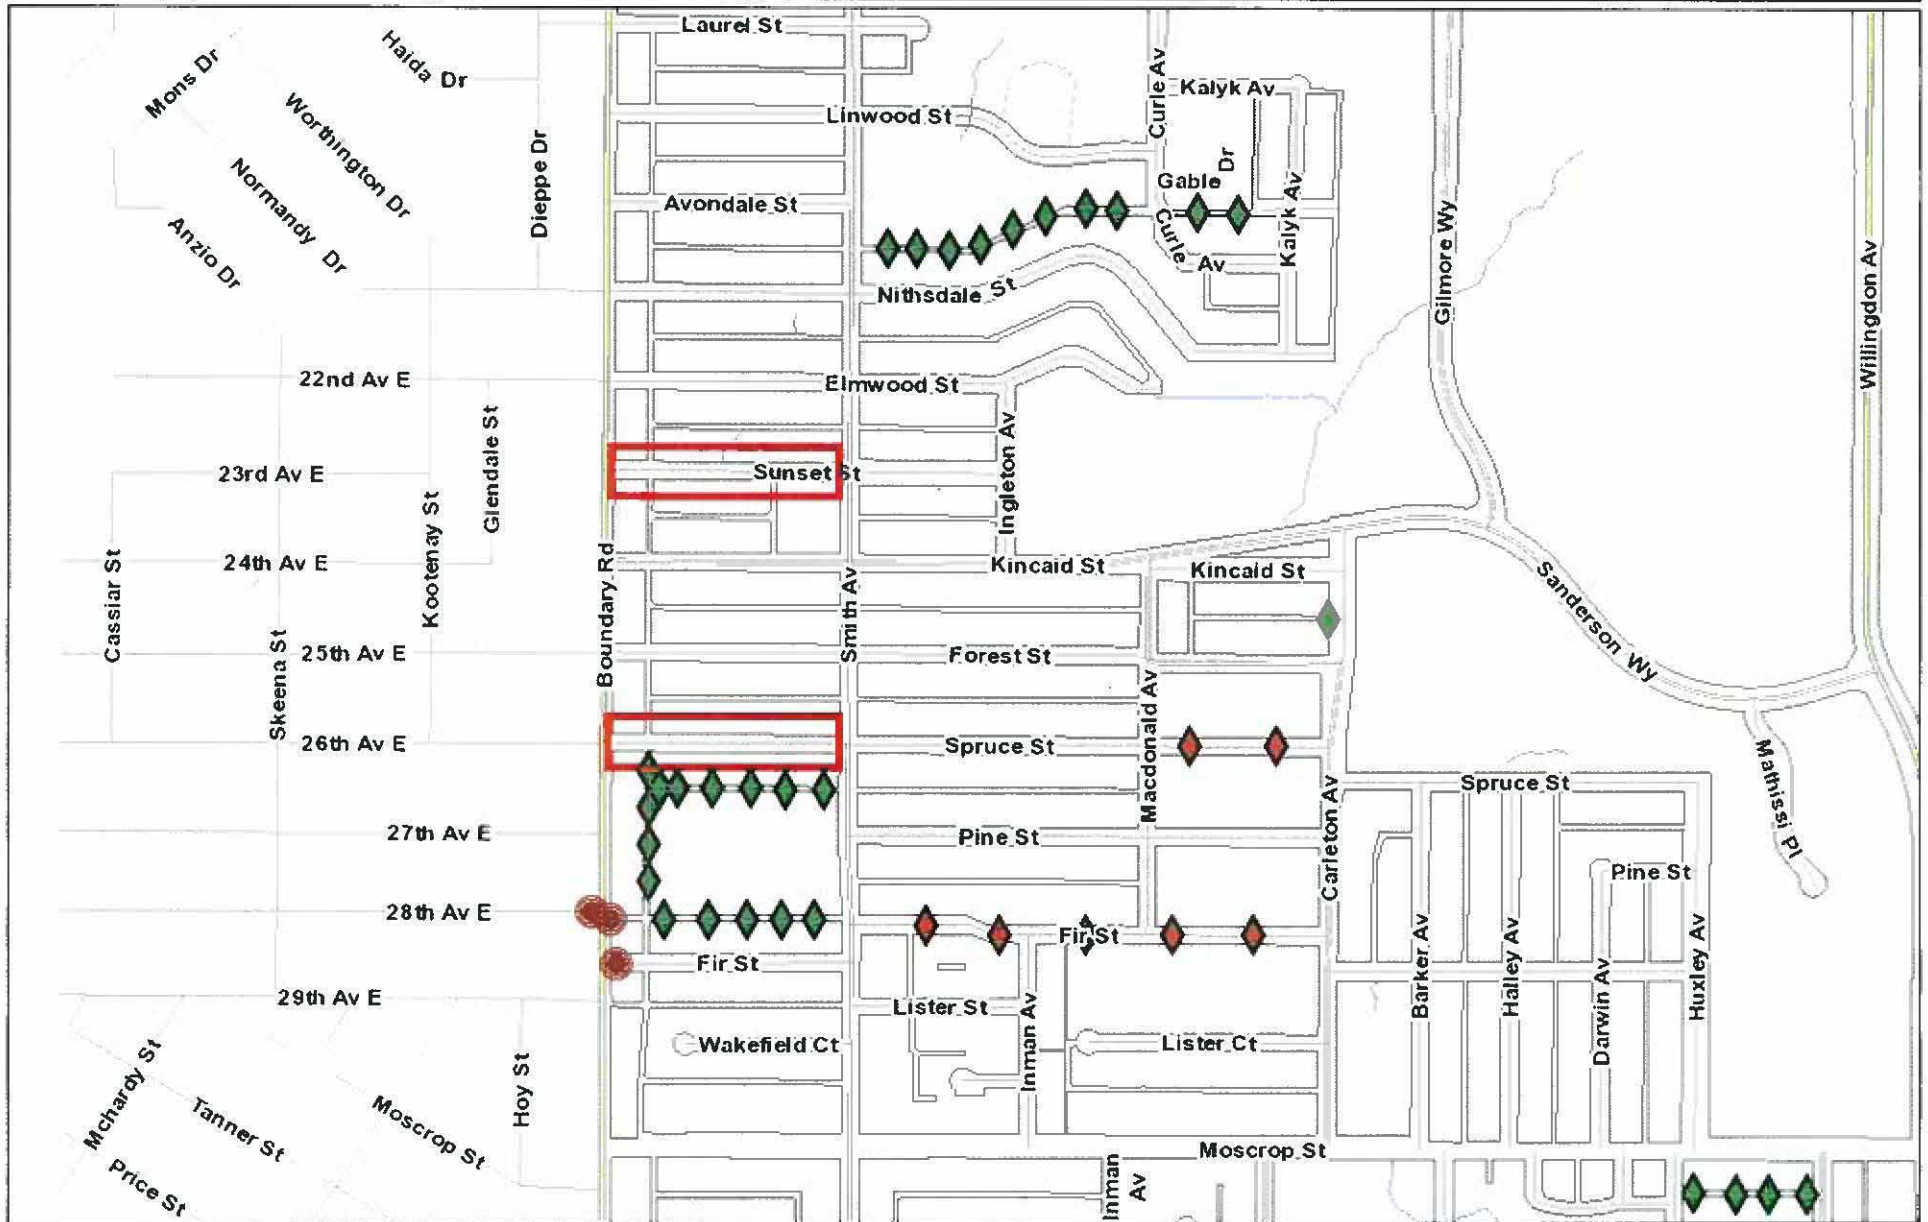 Laurel St
Haida Dr
Mons Dr
Worthington Dr
Curle Av
Kalyk Av
Linwood St
Dieppe Dr
Normandy Dr
Gable Dr
Anzio Dr
Avondale St
Curle Av
Kalyk Av
Gilmore Wy
Willingdon Av
Nithsdale St
22nd Av E
Elmwood St
Glendale St
Ingleton Av
23rd Av E
Sunset St
Kootenay St
Cassiar St
24th Av E
Boundary Rd
Smith Av
Kincaid St
Kincaid St
Sanderson Wy
Skeena St
25th Av E
Forest St
Macdonald Av
26th Av E
Spruce St
Mathissi Pl
Spruce St
27th Av E
Pine St
Carleton Av
Pine St
28th Av E
Fir St
Barker Av
Halley Av
Darwin Av
Huxley Av
Fir St
29th Av E
Lister St
Inman Av
Mchardy St
Hoy St
Wakefield Ct
Lister Ct
Tanner St
Moscrop St
Moscrop St
Price St
Inman
Av